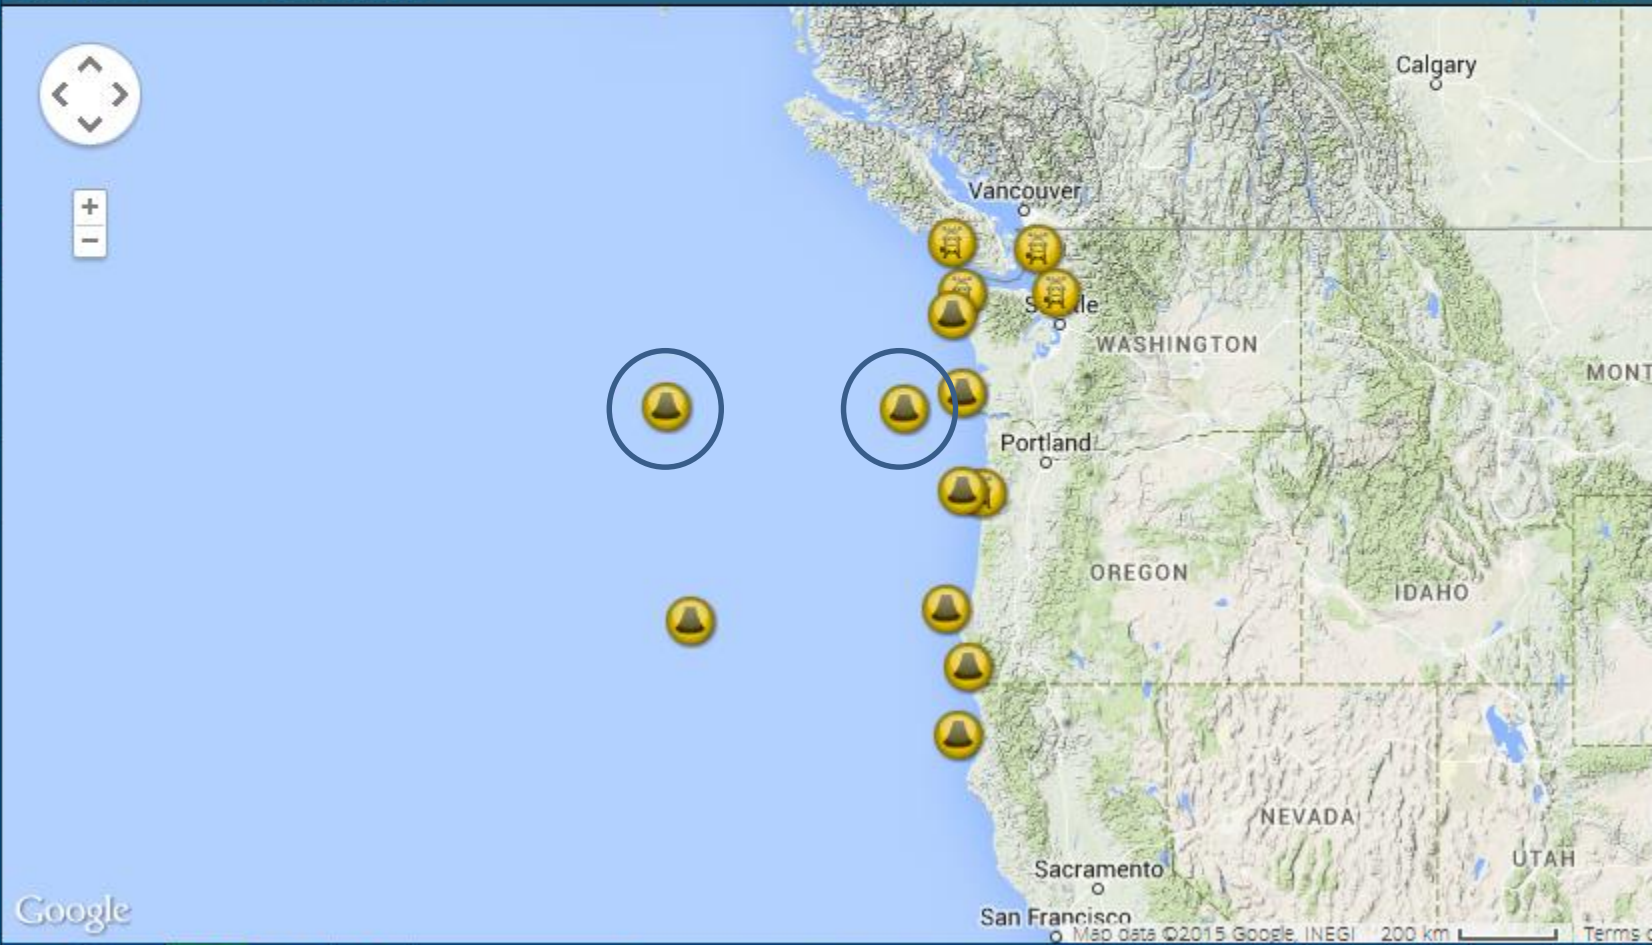 Calgary
Vancouver
WASHINGTON
MONT
Portland
OREGON
IDAHO
NEVADA
UTAH
Sacramento
San Francisco
Google
Map data ©2015 Google, INEGI 200 km Terms